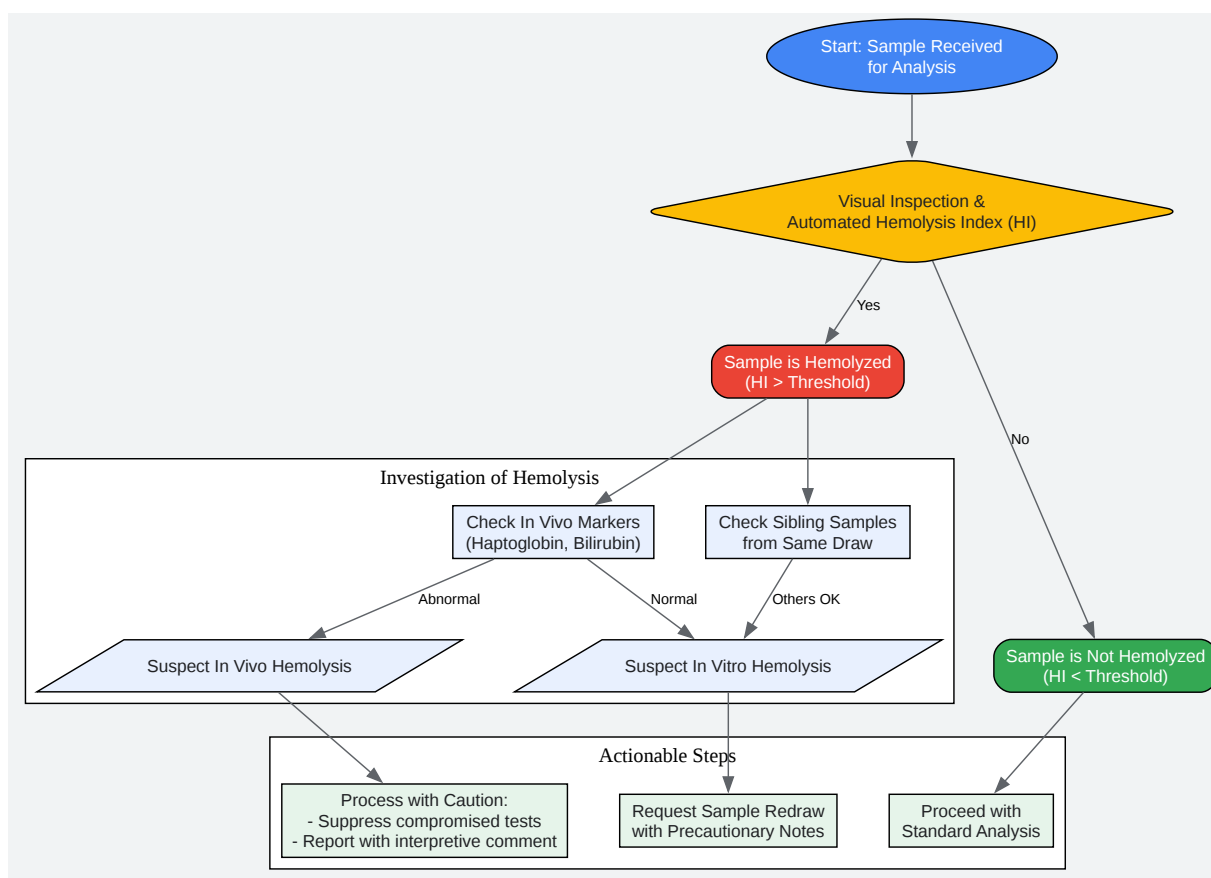 Start: Sample Received
for Analysis
Visual Inspection &
Automated Hemolysis Index (HI)
Yes
Sample is Hemolyzed
(HI > Threshold)
No
Investigation of Hemolysis
Check In Vivo Markers
(Haptoglobin, Bilirubin)
Check Sibling Samples
from Same Draw
Abnormal
Normal
Others OK
Suspect In Vivo Hemolysis
Suspect In Vitro Hemolysis
Sample is Not Hemolyzed
(HI < Threshold)
Actionable Steps
Process with Caution:
- Suppress compromised tests
- Report with interpretive comment
Request Sample Redraw
with Precautionary Notes
Proceed with
Standard Analysis